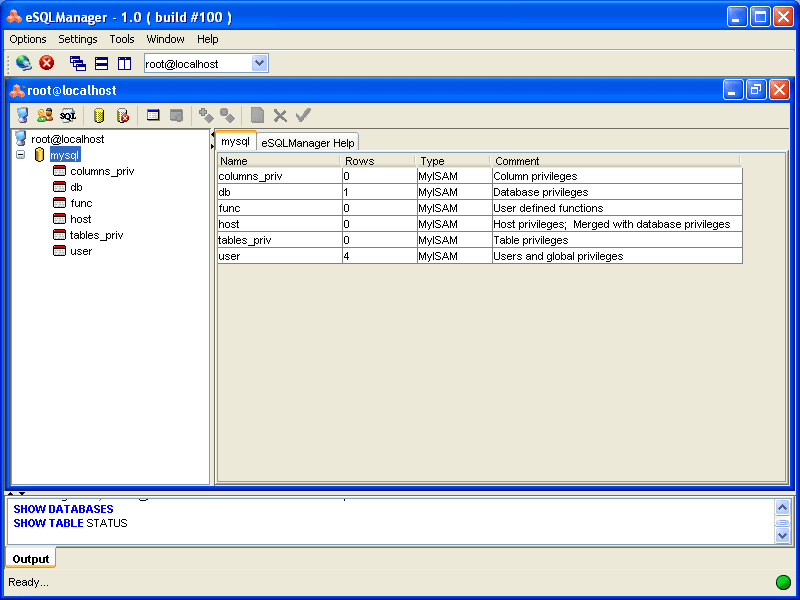 eSQLManager - 1.0 ( build #100 )
Options Settings Tools Window Help
root@localhost
root@localhost
SQL
root@localhost
mysql
columns_priv
db
func
host
tables_priv
user
mysql eSQLManager Help
Name Rows Type Comment
columns_priv 0 MyISAM Column privileges
db 1 MyISAM Database privileges
func 0 MyISAM User defined functions
host 0 MyISAM Host privileges; Merged with database privileges
tables_priv 0 MyISAM Table privileges
user 4 MyISAM Users and global privileges
SHOW DATABASES
SHOW TABLE STATUS
Output
Ready...